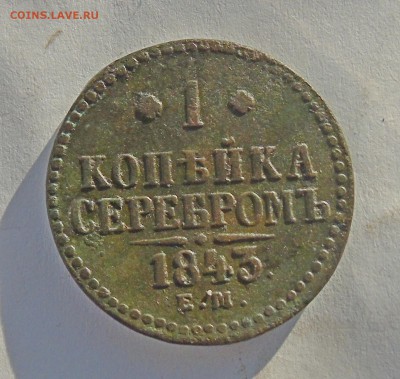 COINS.LAVE.RU
1
КОПѢЙКА
СЕРЕБРОМЪ
1843.
Е.М.